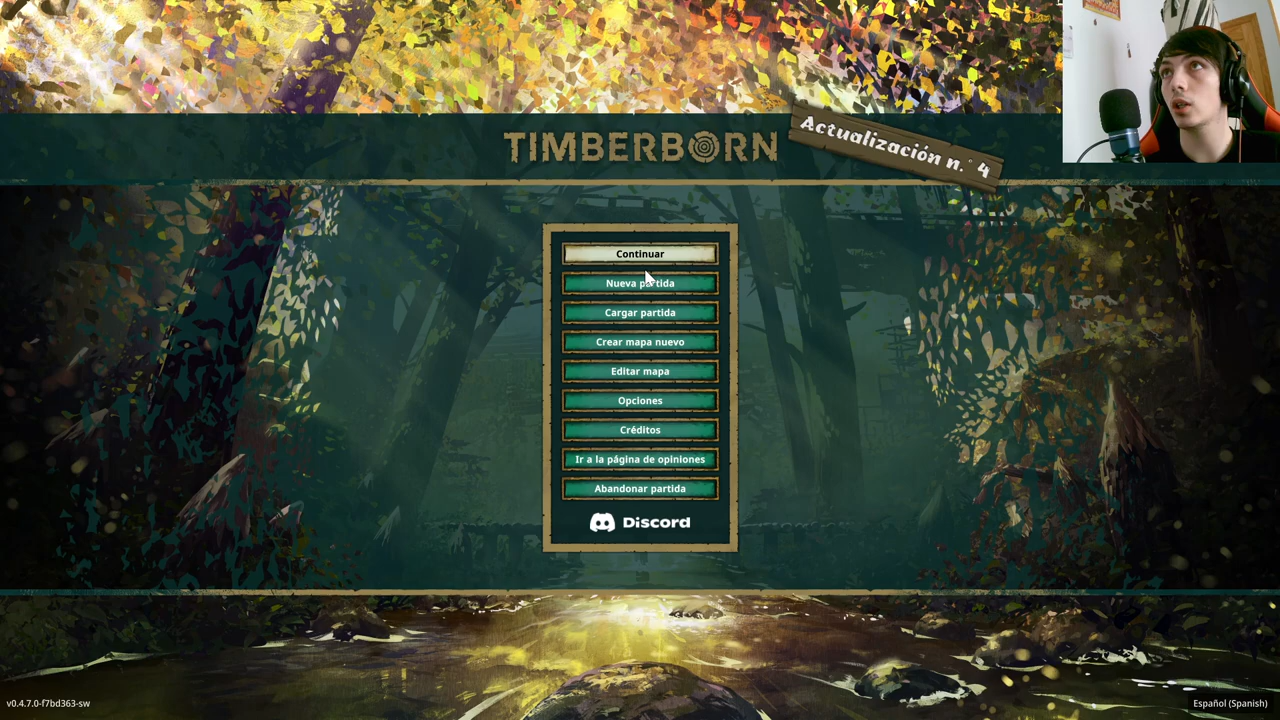 TIMBERBORN
Actualización n.° 4
Continuar
Nueva partida
Cargar partida
Crear mapa nuevo
Editar mapa
Opciones
Créditos
Ir a la página de opiniones
Abandonar partida
Discord
v0.4.7.0-f7bd363-sw
Español (Spanish)